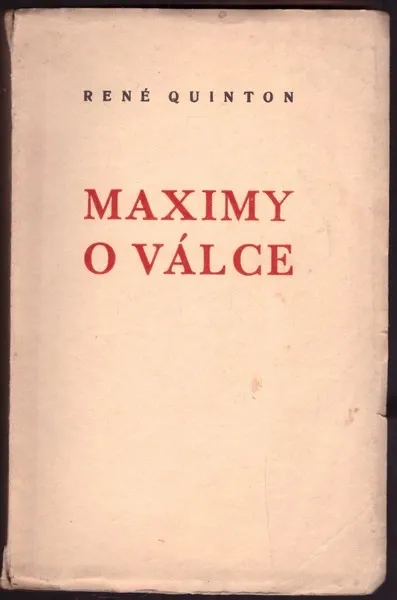 RENÉ QUINTON
MAXIMY
O VÁLCE